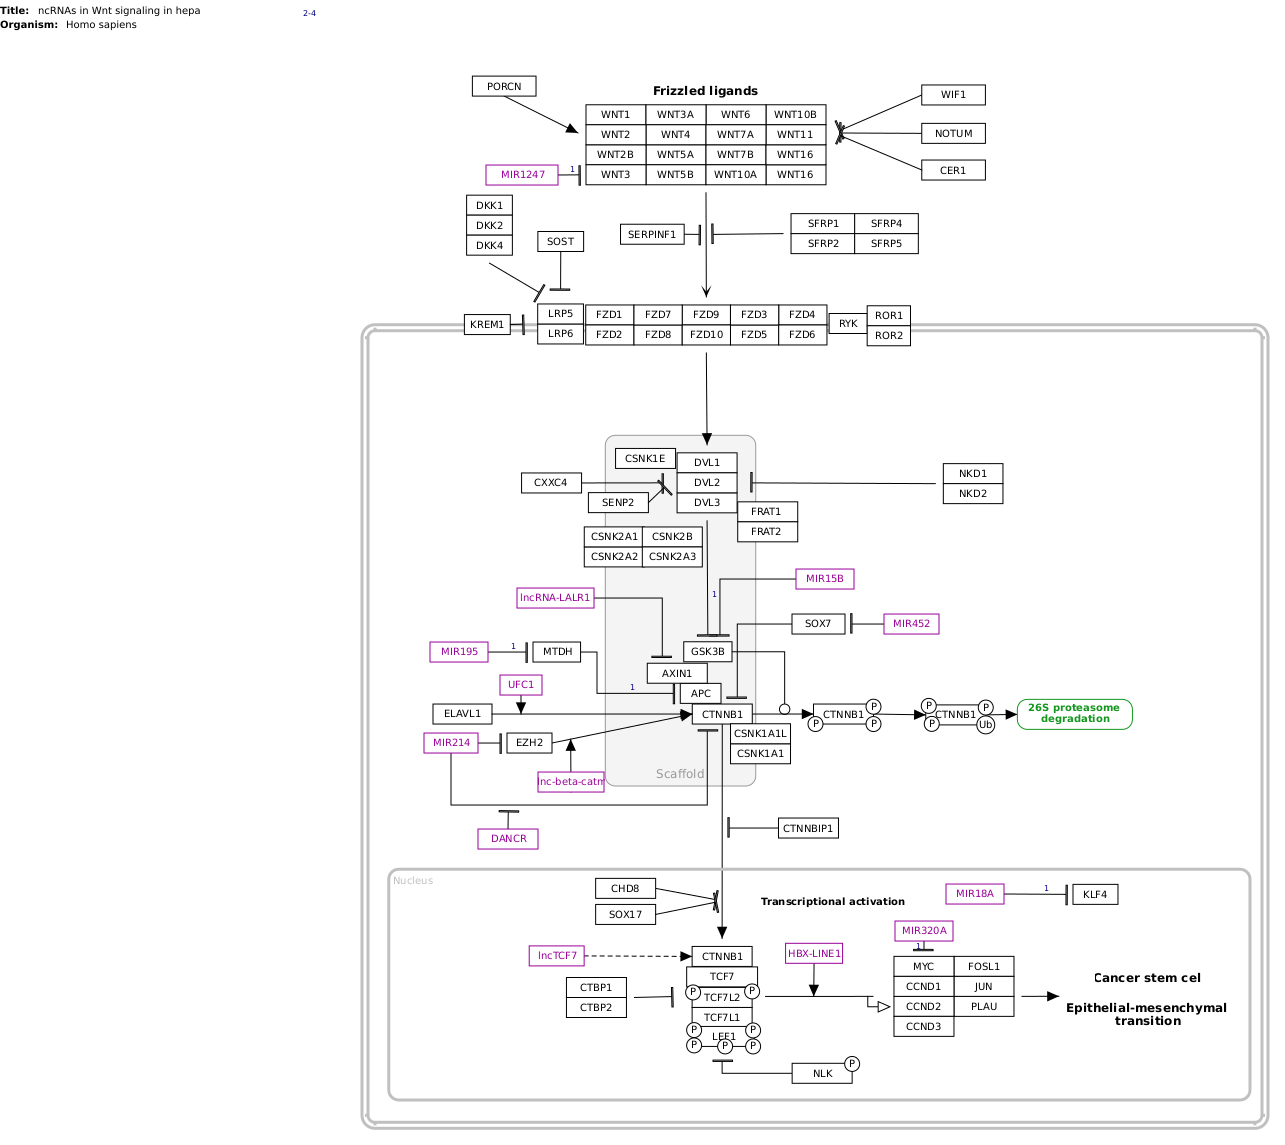 Title: ncRNAs in Wnt signaling in hepa
2-4
Organism: Homo sapiens
PORCN
Frizzled ligands
WIF1
NOTUM
CER1
WNT1 WNT3A WNT6 WNT10B
WNT2 WNT4 WNT7A WNT11
WNT2B WNT5A WNT7B WNT16
WNT3 WNT5B WNT10A WNT16
MIR1247
1
DKK1
DKK2
DKK4
SOST
SERPINF1
SFRP1 SFRP4
SFRP2 SFRP5
KREM1
LRP5
LRP6
FZD1 FZD7 FZD9 FZD3 FZD4
FZD2 FZD8 FZD10 FZD5 FZD6
RYK
ROR1
ROR2
CSNK1E
DVL1
DVL2
DVL3
CXXC4
SENP2
NKD1
NKD2
FRAT1
FRAT2
CSNK2A1 CSNK2B
CSNK2A2 CSNK2A3
MIR15B
1
lncRNA-LALR1
SOX7
MIR452
MIR195
1
MTDH
GSK3B
AXIN1
UFC1
1
APC
ELAVL1
CTNNB1
CTNNB1
P
P
P
CTNNB1
P
P
P
Ub
26S proteasome
degradation
MIR214
EZH2
CSNK1A1L
CSNK1A1
lnc-beta-catm
Scaffold
DANCR
CTNNBIP1
Nucleus
CHD8
SOX17
Transcriptional activation
MIR18A
1
KLF4
MIR320A
1
lncTCF7
CTNNB1
HBX-LINE1
TCF7
TCF7L2
P
P
TCF7L1
LEF1
P
P
P
P
P
CTBP1
CTBP2
MYC FOSL1
CCND1 JUN
CCND2 PLAU
CCND3
Cancer stem cel
Epithelial-mesenchymal
transition
NLK
P